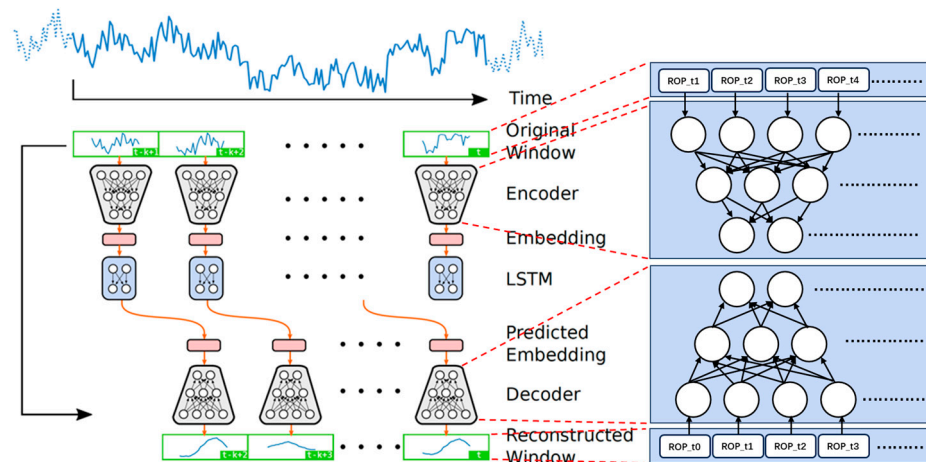 Time
ROP_t1 ROP_t2 ROP_t3 ROP_t4
t-k+1 t-k+2 t
Original
Window
Encoder
Embedding
LSTM
Predicted
Embedding
Decoder
t-k+2 t-k+3 t
Reconstructed
Window
ROP_t0 ROP_t1 ROP_t2 ROP_t3